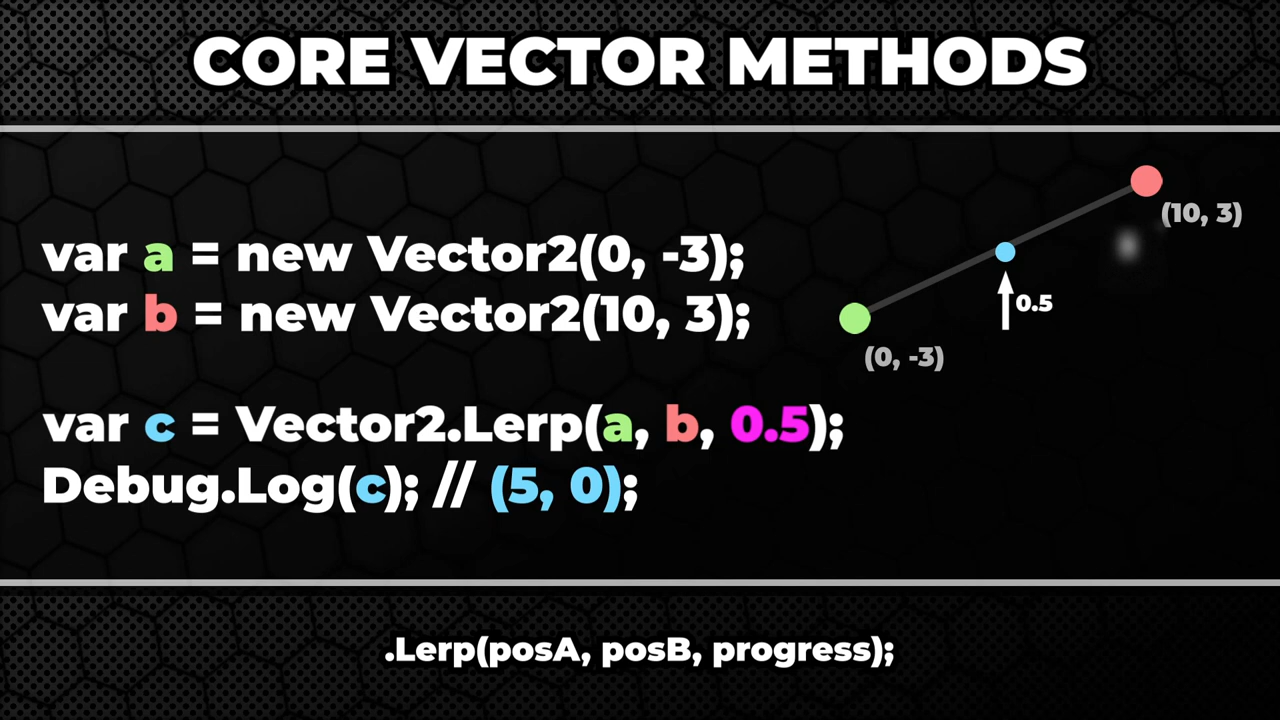 CORE VECTOR METHODS
(10, 3)
var a = new Vector2(0, -3);
var b = new Vector2(10, 3);
0.5
(0, -3)
var c = Vector2.Lerp(a, b, 0.5);
Debug.Log(c); // (5, 0);
.Lerp(posA, posB, progress);